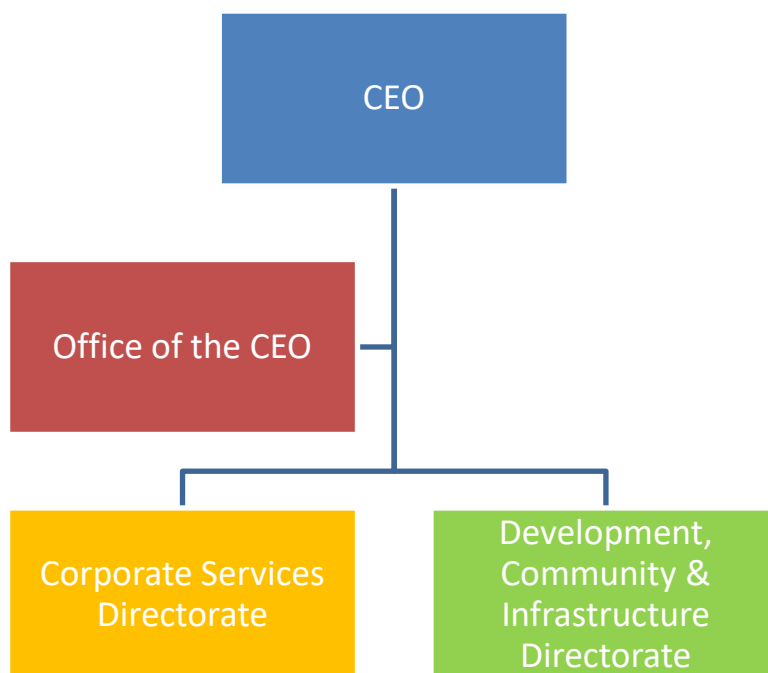 CEO
Office of the CEO
Corporate Services
Directorate
Development,
Community &
Infrastructure
Directorate